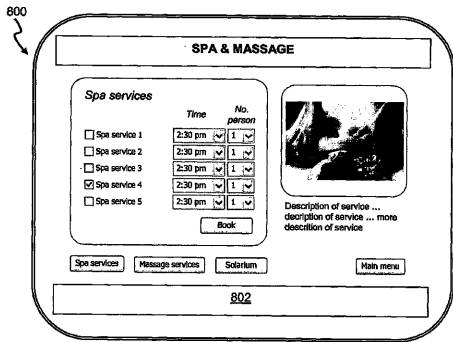 800
SPA & MASSAGE
Spa services
Time No. person
Spa service 1 2:30 pm 1
Spa service 2 2:30 pm 1
Spa service 3 2:30 pm 1
Spa service 4 2:30 pm 1
Spa service 5 2:30 pm 1
Book
Description of service ...
decription of service ... more
descrition of service
Spa services Massage services Solarium Main menu
802